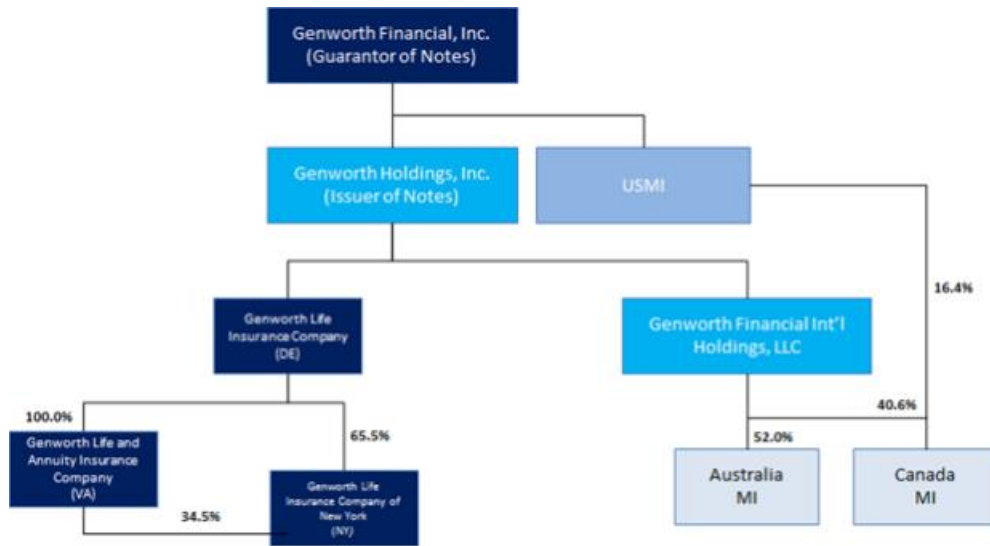 Genworth Financial, Inc.
(Guarantor of Notes)
Genworth Holdings, Inc.
(Issuer of Notes)
USMI
16.4%
Genworth Life
Insurance Company
(DE)
Genworth Financial Int'l
Holdings, LLC
100.0%
65.5%
40.6%
52.0%
Genworth Life and
Annuity Insurance
Company
(VA)
Genworth Life
Insurance Company of
New York
(NY)
34.5%
Australia
MI
Canada
MI